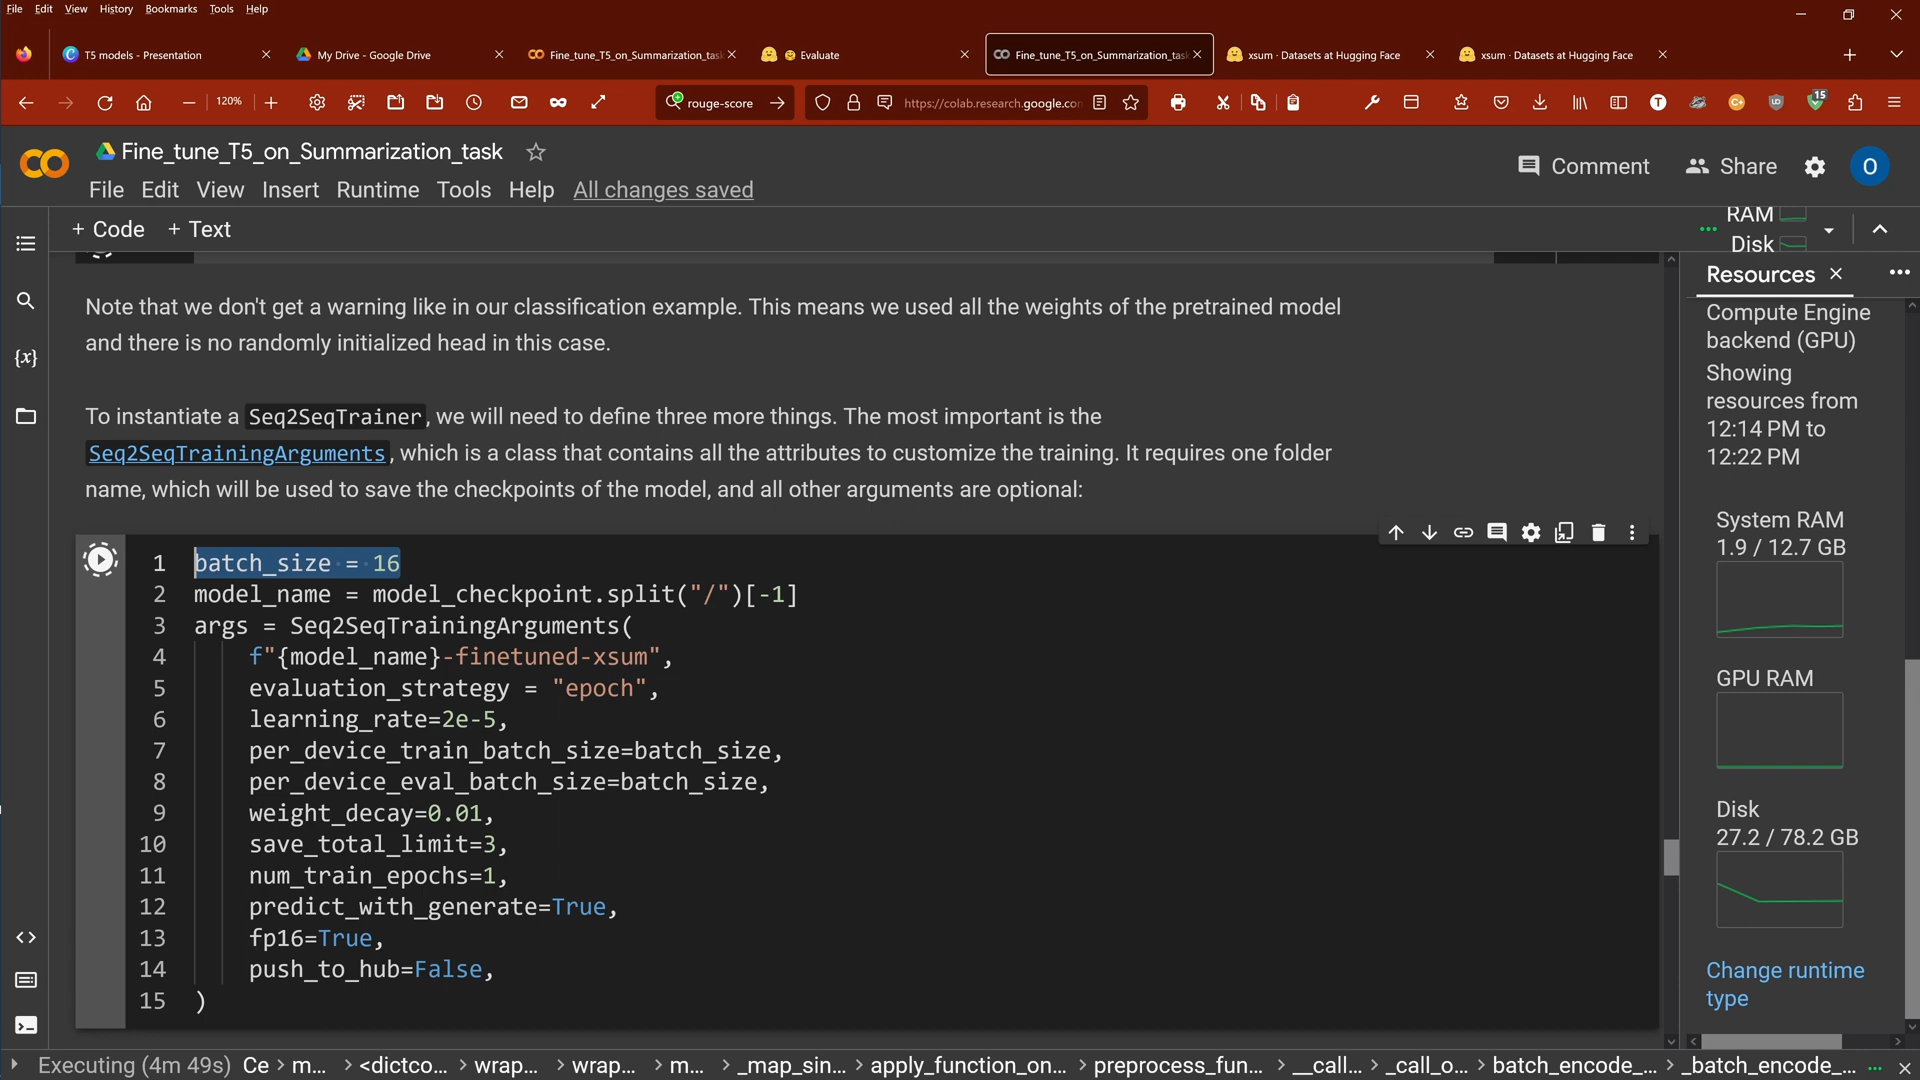 File Edit View History Bookmarks Tools Help
T5 models - Presentation
My Drive - Google Drive
Fine_tune_T5_on_Summarization_task
Evaluate
Fine_tune_T5_on_Summarization_task
xsum · Datasets at Hugging Face
xsum · Datasets at Hugging Face
120%
rouge-score
https://colab.research.google.co
T
15
Fine_tune_T5_on_Summarization_task
Comment
Share
O
File Edit View Insert Runtime Tools Help All changes saved
+ Code + Text
RAM
Disk
Resources
Note that we don't get a warning like in our classification example. This means we used all the weights of the pretrained model
and there is no randomly initialized head in this case.
To instantiate a Seq2SeqTrainer, we will need to define three more things. The most important is the
Seq2SeqTrainingArguments, which is a class that contains all the attributes to customize the training. It requires one folder
name, which will be used to save the checkpoints of the model, and all other arguments are optional:
1 batch_size = 16
2 model_name = model_checkpoint.split("/")[-1]
3 args = Seq2SeqTrainingArguments(
4 f"{model_name}-finetuned-xsum",
5 evaluation_strategy = "epoch",
6 learning_rate=2e-5,
7 per_device_train_batch_size=batch_size,
8 per_device_eval_batch_size=batch_size,
9 weight_decay=0.01,
10 save_total_limit=3,
11 num_train_epochs=1,
12 predict_with_generate=True,
13 fp16=True,
14 push_to_hub=False,
15 )
Compute Engine
backend (GPU)
Showing
resources from
12:14 PM to
12:22 PM
System RAM
1.9 / 12.7 GB
GPU RAM
Disk
27.2 / 78.2 GB
Change runtime
type
Executing (4m 49s) Ce > m... > <dictco... > wrap... > wrap... > m... > _map_sin... > apply_function_on... > preprocess_fun... > __call... > _call_o... > batch_encode_... > _batch_encode_...